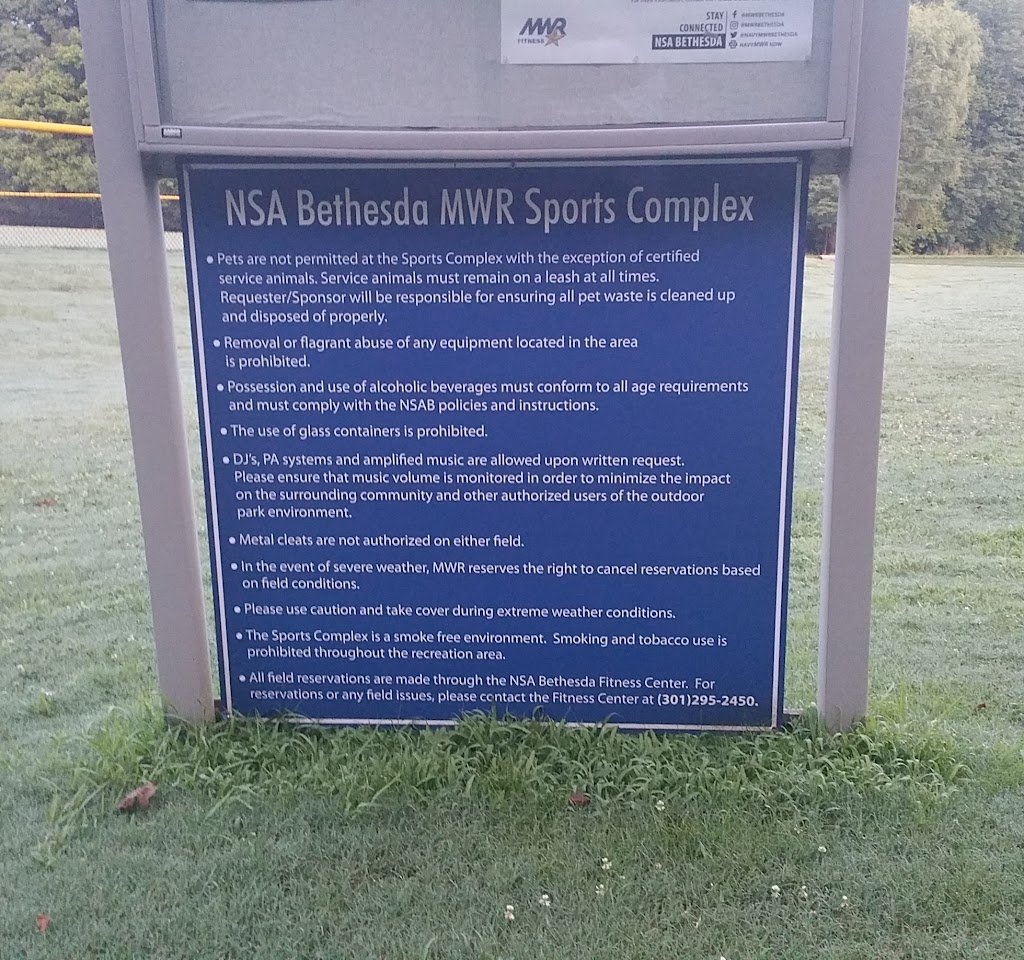 MWR
FITNESS
STAY
CONNECTED
NSA BETHESDA
@MWRBETHESDA
@MWRBETHESDA
@NAVYMWRBETHESDA
NAVYMWR NOW
NSA Bethesda MWR Sports Complex
• Pets are not permitted at the Sports Complex with the exception of certified
service animals. Service animals must remain on a leash at all times.
Requester/Sponsor will be responsible for ensuring all pet waste is cleaned up
and disposed of properly.
• Removal or flagrant abuse of any equipment located in the area
is prohibited.
• Possession and use of alcoholic beverages must conform to all age requirements
and must comply with the NSAB policies and instructions.
• The use of glass containers is prohibited.
• DJ's, PA systems and amplified music are allowed upon written request.
Please ensure that music volume is monitored in order to minimize the impact
on the surrounding community and other authorized users of the outdoor
park environment.
• Metal cleats are not authorized on either field.
• In the event of severe weather, MWR reserves the right to cancel reservations based
on field conditions.
• Please use caution and take cover during extreme weather conditions.
• The Sports Complex is a smoke free environment. Smoking and tobacco use is
prohibited throughout the recreation area.
• All field reservations are made through the NSA Bethesda Fitness Center. For
reservations or any field issues, please contact the Fitness Center at (301)295-2450.